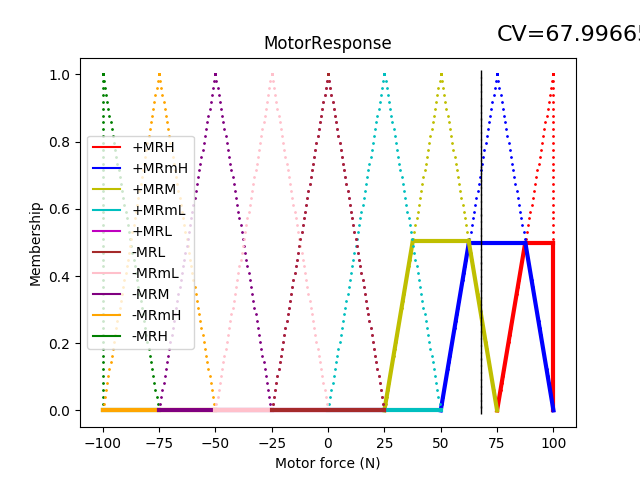 CV=67.99665
MotorResponse
1.0
0.8
0.6
0.4
0.2
0.0
Membership
+MRH
+MRmH
+MRM
+MRmL
+MRL
-MRL
-MRmL
-MRM
-MRmH
-MRH
−100 −75 −50 −25 0 25 50 75 100
Motor force (N)